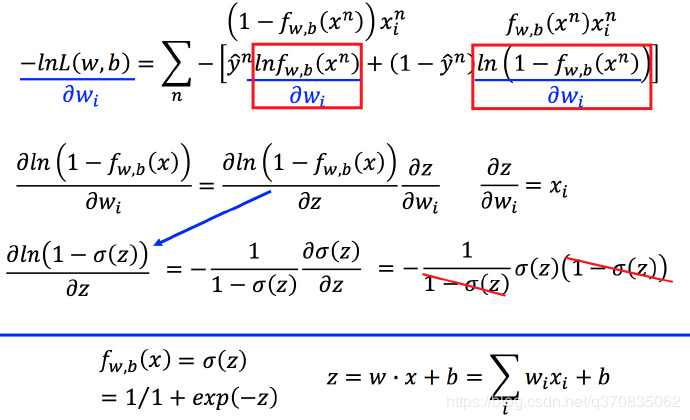 (1 − f_{w,b}(x^n)) x_i^n f_{w,b}(x^n)x_i^n
−lnL(w,b)/∂w_i = ∑_n −[ŷ^n lnf_{w,b}(x^n)/∂w_i + (1 − ŷ^n) ln(1 − f_{w,b}(x^n))/∂w_i]
∂ln(1 − f_{w,b}(x))/∂w_i = ∂ln(1 − f_{w,b}(x))/∂z ∂z/∂w_i ∂z/∂w_i = x_i
∂ln(1 − σ(z))/∂z = − 1/(1 − σ(z)) ∂σ(z)/∂z = − 1/(1 − σ(z)) σ(z)(1 − σ(z))
f_{w,b}(x) = σ(z)
= 1/1 + exp(−z)
z = w · x + b = ∑_i w_i x_i + b
https://blog.csdn.net/q370835062